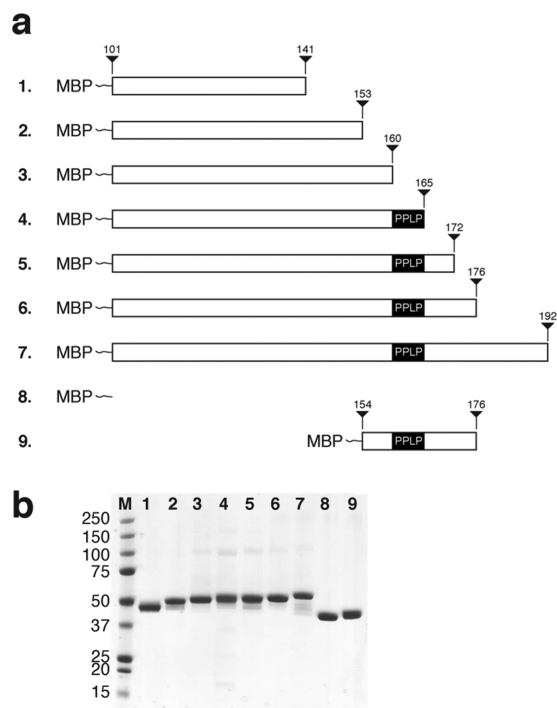 a
101 141
1. MBP
153
2. MBP
160
3. MBP
165
4. MBP PPLP
172
5. MBP PPLP
176
6. MBP PPLP
192
7. MBP PPLP
8. MBP
154 176
9. MBP PPLP
b
M 1 2 3 4 5 6 7 8 9
250
150
100
75
50
37
25
20
15